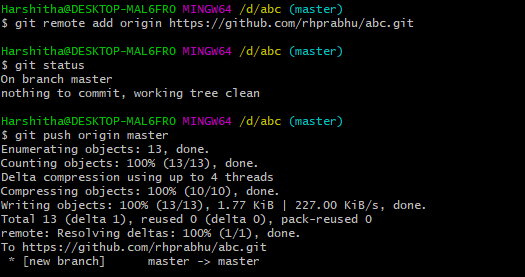 Harshitha@DESKTOP-MAL6FRO MINGW64 /d/abc (master)
$ git remote add origin https://github.com/rhprabhu/abc.git
Harshitha@DESKTOP-MAL6FRO MINGW64 /d/abc (master)
$ git status
On branch master
nothing to commit, working tree clean
Harshitha@DESKTOP-MAL6FRO MINGW64 /d/abc (master)
$ git push origin master
Enumerating objects: 13, done.
Counting objects: 100% (13/13), done.
Delta compression using up to 4 threads
Compressing objects: 100% (10/10), done.
Writing objects: 100% (13/13), 1.77 KiB | 227.00 KiB/s, done.
Total 13 (delta 1), reused 0 (delta 0), pack-reused 0
remote: Resolving deltas: 100% (1/1), done.
To https://github.com/rhprabhu/abc.git
 * [new branch]      master -> master